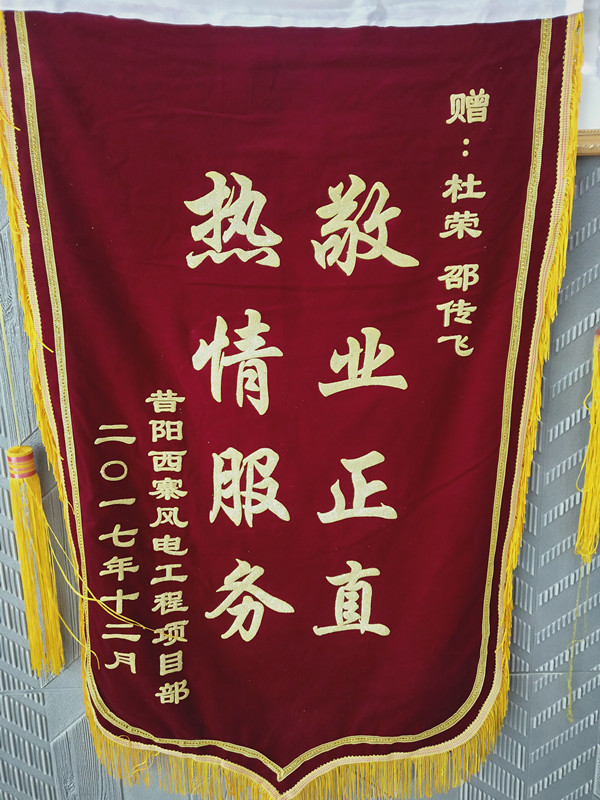 赠：杜荣 邵传飞
敬业正直
热情服务
昔阳西寨风电工程项目部
二〇一七年十二月